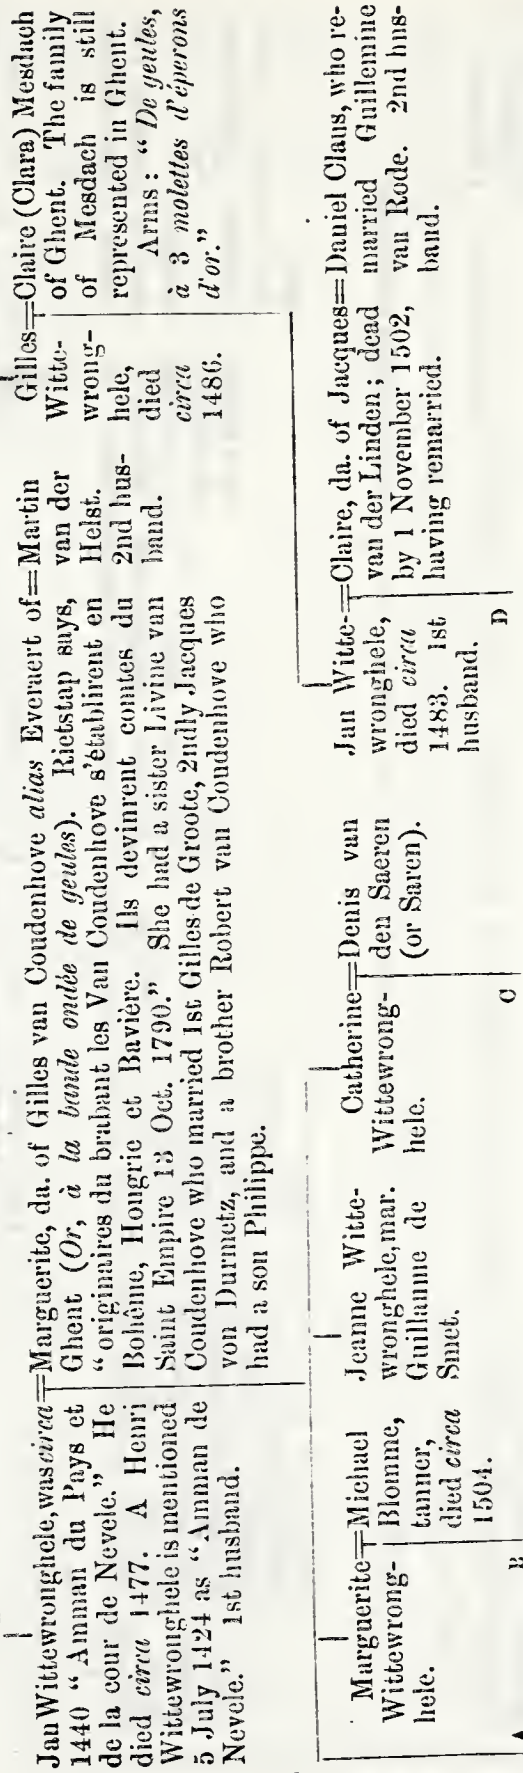 JanWittewronghele, was circa=Marguerite, da. of Gilles van Coudenhove alias Everaert of=Martin
1440 "Amman du Pays et
de la cour de Nevele." He
died circa 1477. A Henri
Wittewronghele is mentioned
5 July 1424 as "Amman de
Nevele." 1st husband.
Ghent (Or, à la bande ondée de geules). Rietstap says,
"originaires du brabant les Van Coudenhove s'établirent en
Bohême, Hougrie et Bavière. Ils devinrent comtes du
Saint Empire 13 Oct. 1790." She had a sister Livine van
Coudenhove who married 1st Gilles de Groote, 2ndly Jacques
von Durmetz, and a brother Robert van Coudenhove who
had a son Philippe.
van der
Helst.
2nd hus-
band.
Gilles=Claire (Clara) Mesdach
Witte-
wrong-
hele,
died
circa
1486.
of Ghent. The family
of Mesdach is still
represented in Ghent.
Arms: "De geules,
à 3 molettes d'éperons
d'or."
Marguerite=Michael
Wittewrong-
hele.
Blomme,
tanner,
died circa
1504.
B
Jeanne Witte-
wronghele, mar.
Guillaume de
Smet.
Catherine=Denis van
Wittewrong-
hele.
den Saeren
(or Saren).
C
Jan Witte-=Claire, da. of Jacques=Daniel Claus, who re-
wronghele,
died circa
1483. 1st
husband.
van der Linden; dead
by 1 November 1502,
having remarried.
married Guillemine
van Rode. 2nd hus-
band.
D